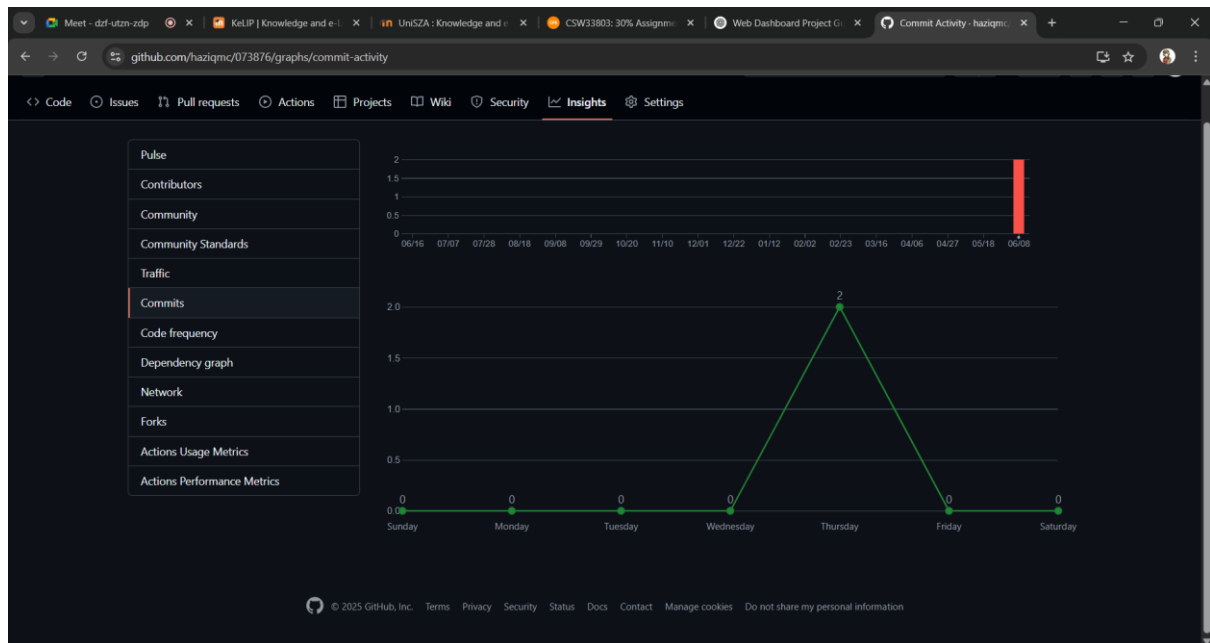 Meet - dzf-utzn-zdp
KeLIP | Knowledge and e-L
UniSZA : Knowledge and e-
CSW33803: 30% Assignme
Web Dashboard Project G
Commit Activity · haziqmc
github.com/haziqmc/073876/graphs/commit-activity
Code Issues Pull requests Actions Projects Wiki Security Insights Settings
Pulse
Contributors
Community
Community Standards
Traffic
Commits
Code frequency
Dependency graph
Network
Forks
Actions Usage Metrics
Actions Performance Metrics
2
1.5
1
0.5
0
06/16 07/07 07/28 08/18 09/08 09/29 10/20 11/10 12/01 12/22 01/12 02/02 02/23 03/16 04/06 04/27 05/18 06/08
2
2.0
1.5
1.0
0.5
0 0 0 0 0 0
0.0
Sunday Monday Tuesday Wednesday Thursday Friday Saturday
© 2025 GitHub, Inc. Terms Privacy Security Status Docs Contact Manage cookies Do not share my personal information